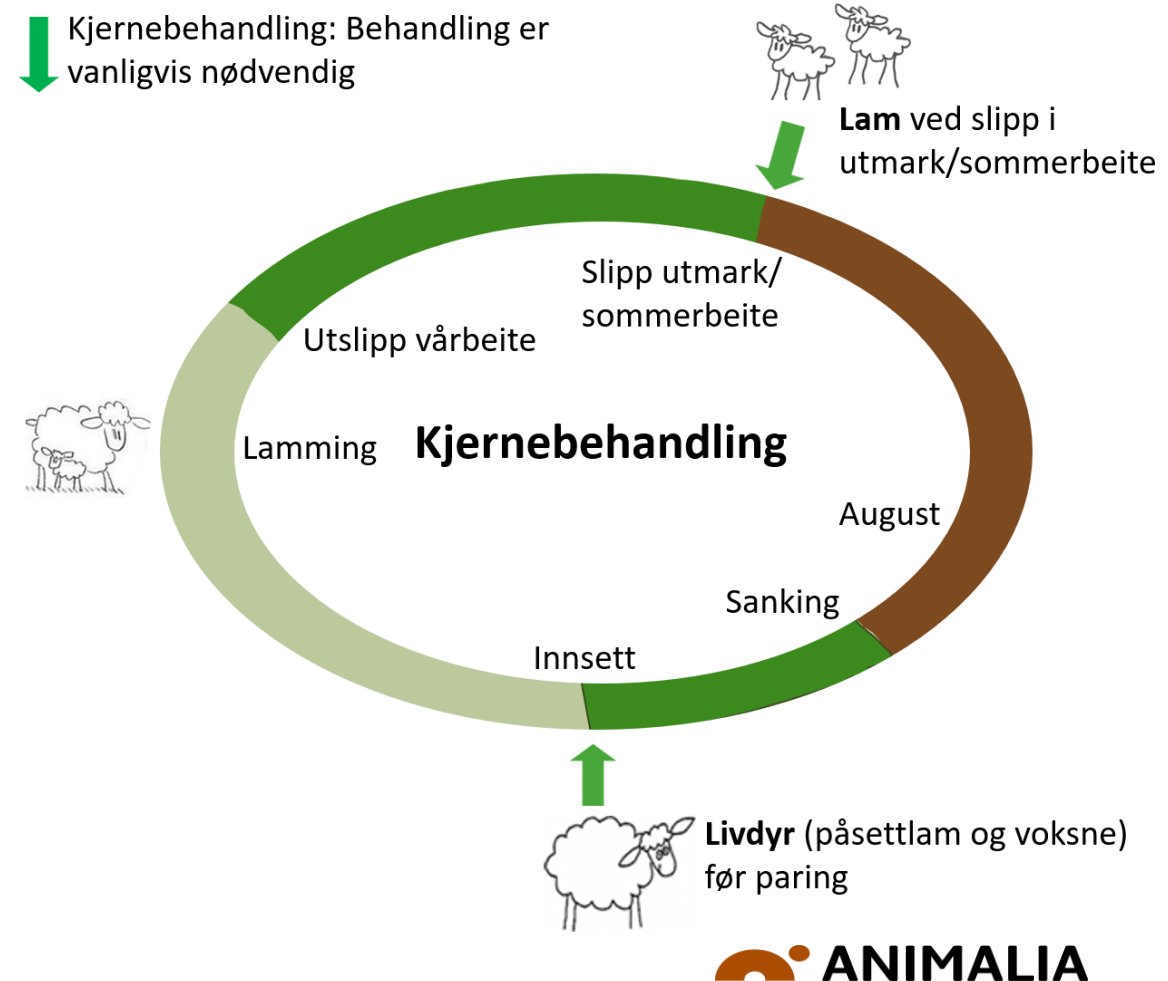 Kjernebehandling: Behandling er
vanligvis nødvendig
Lam ved slipp i
utmark/sommerbeite
Slipp utmark/
sommerbeite
Utslipp vårbeite
Lamming
Kjernebehandling
August
Sanking
Innsett
Livdyr (påsettlam og voksne)
før paring
ANIMALIA